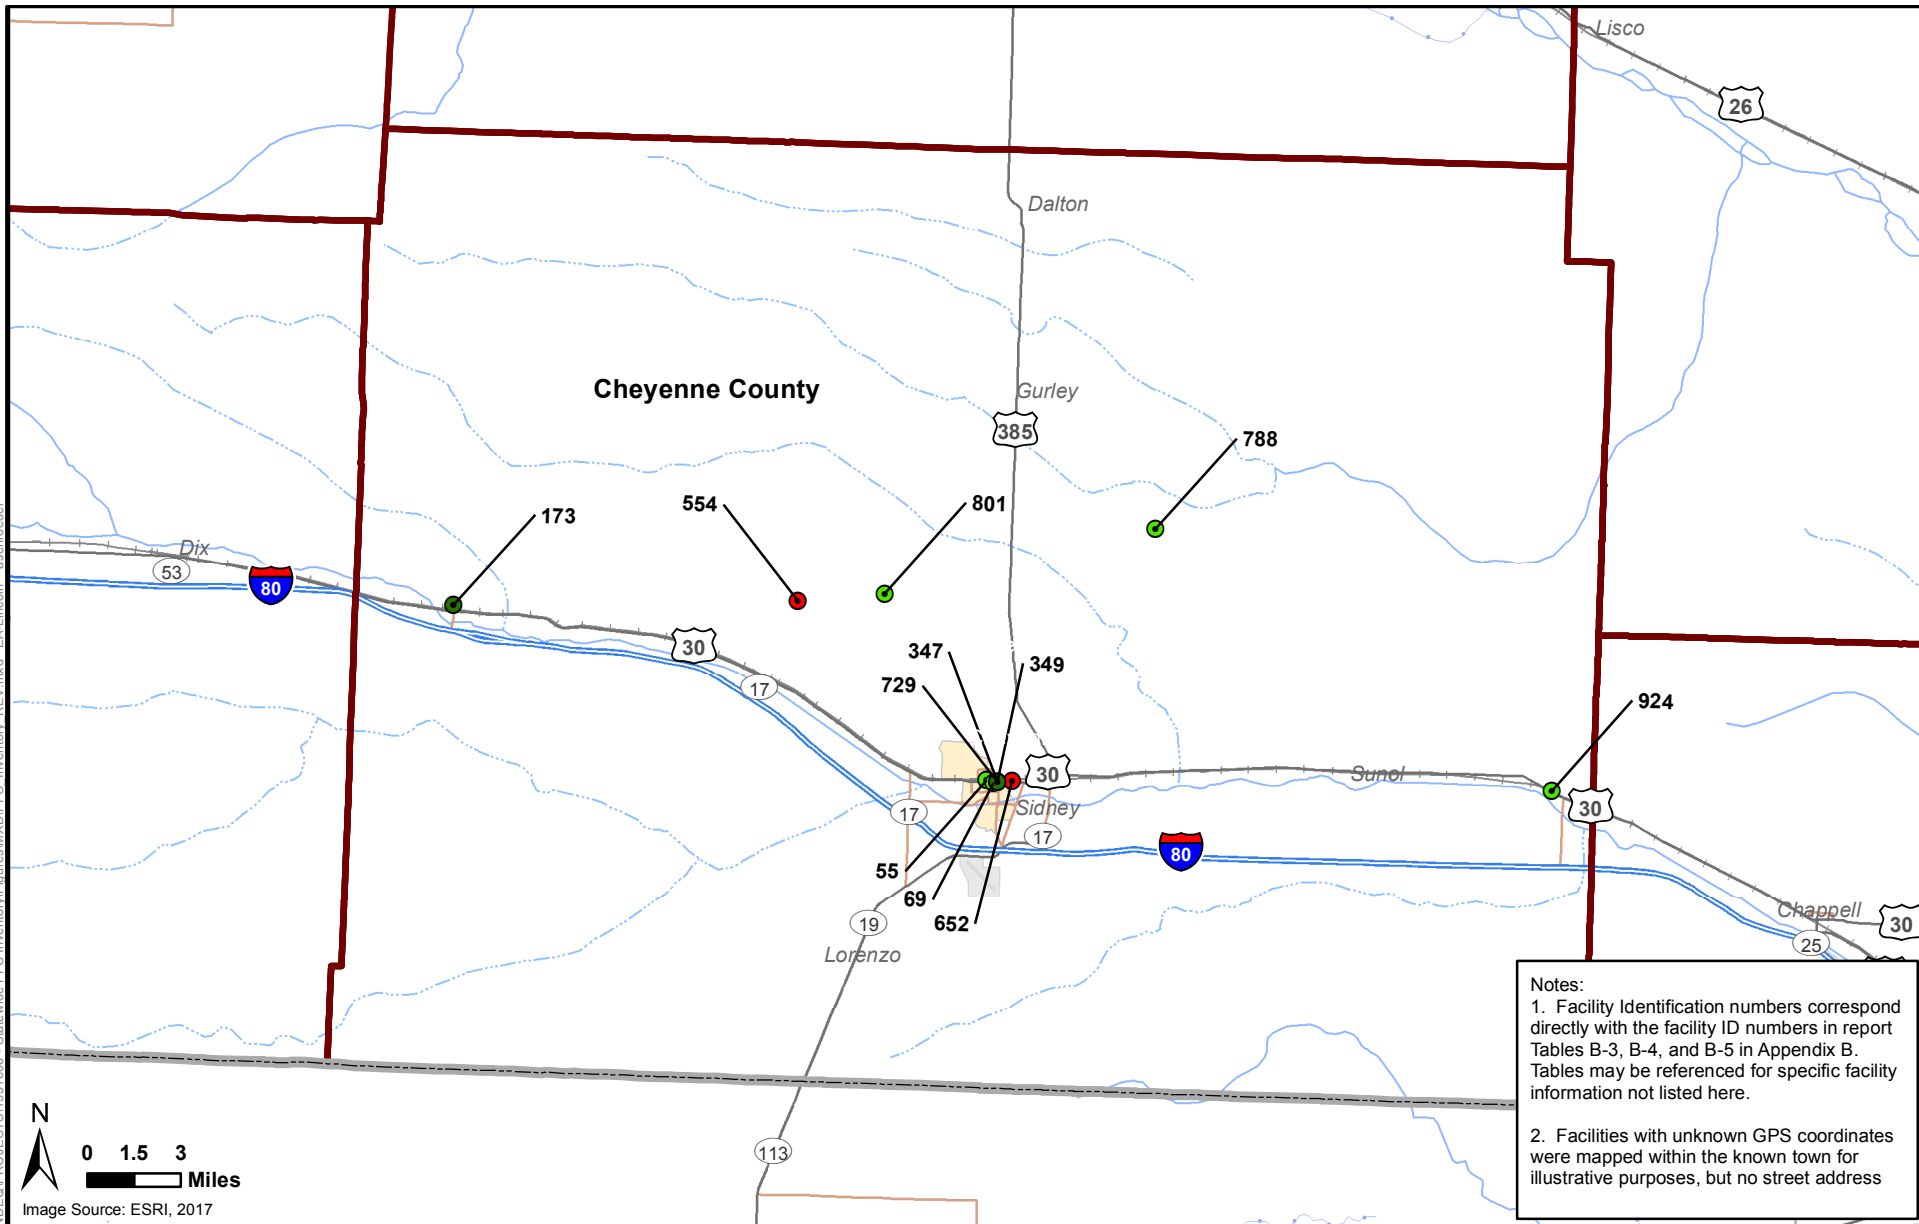 Lisco
26
Dalton
Cheyenne County
Gurley
385
788
173
554
801
Dix
53
80
30
17
347
349
729
924
30
Sunol
30
17
Sidney
17
80
55
69
652
19
Lorenzo
Chappell
30
25
113
N
0 1.5 3
Miles
Image Source: ESRI, 2017
Notes:
1. Facility Identification numbers correspond
directly with the facility ID numbers in report
Tables B-3, B-4, and B-5 in Appendix B.
Tables may be referenced for specific facility
information not listed here.
2. Facilities with unknown GPS coordinates
were mapped within the known town for
illustrative purposes, but no street address